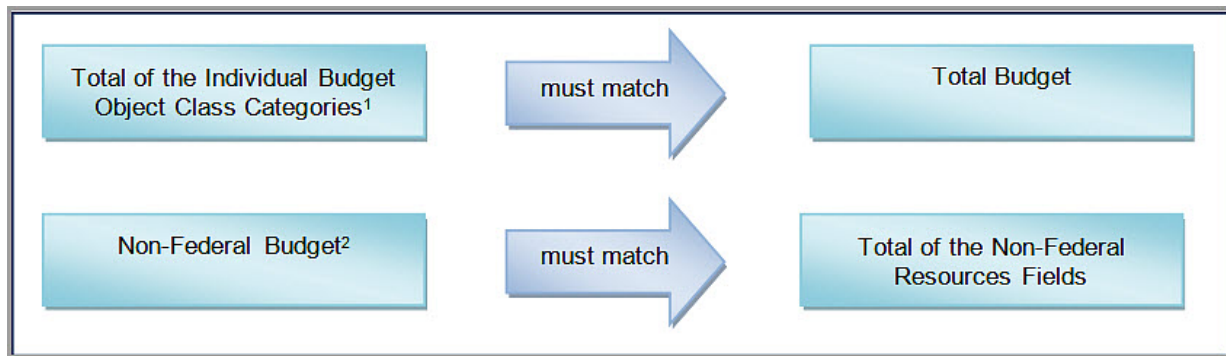 Total of the Individual Budget
Object Class Categories¹
must match
Total Budget
Non-Federal Budget²
must match
Total of the Non-Federal
Resources Fields